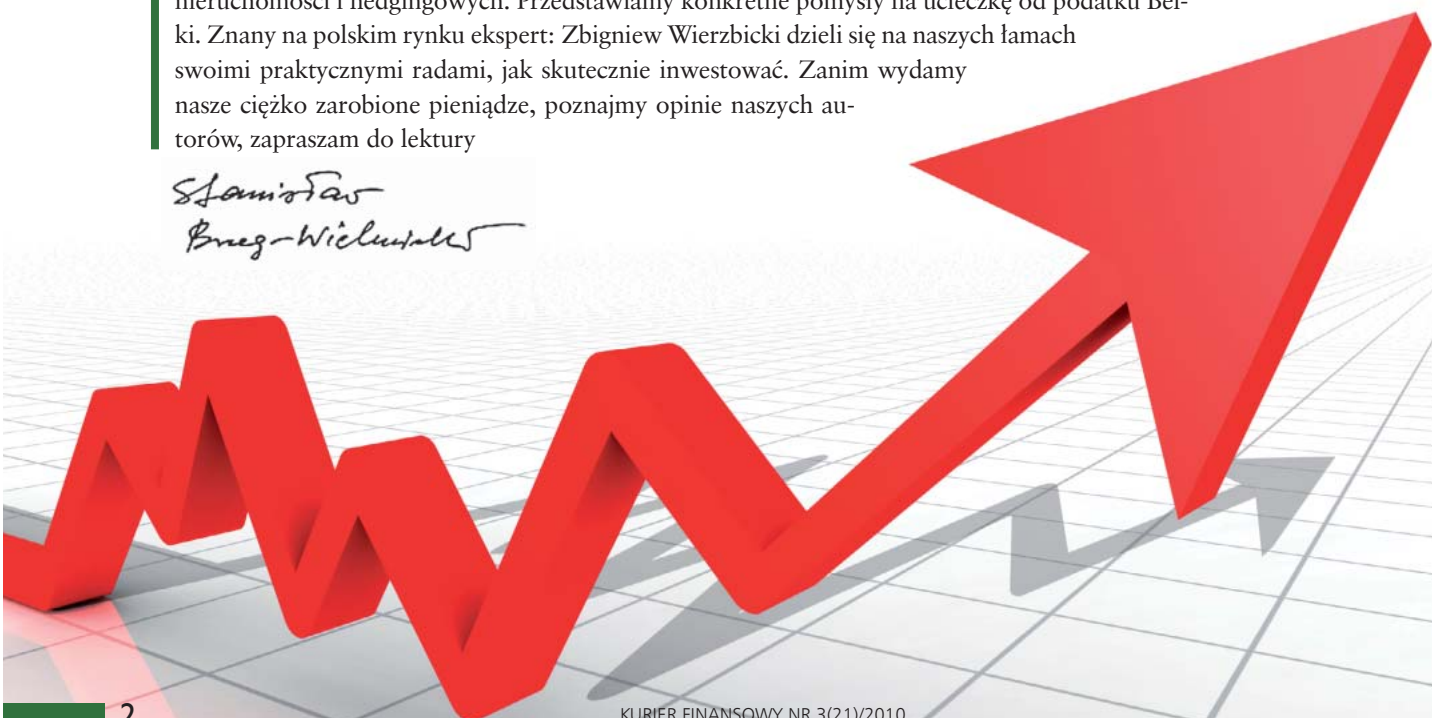 nieruchomości i hedgingowych. Przedstawiamy konkretne pomysły na ucieczkę od podatku Bel-
ki. Znany na polskim rynku ekspert: Zbigniew Wierzbicki dzieli się na naszych łamach
swoimi praktycznymi radami, jak skutecznie inwestować. Zanim wydamy
nasze ciężko zarobione pieniądze, poznajmy opinie naszych au-
torów, zapraszam do lektury
Stanisław
2
KURIER FINANSOWY NR 3(21)/2010